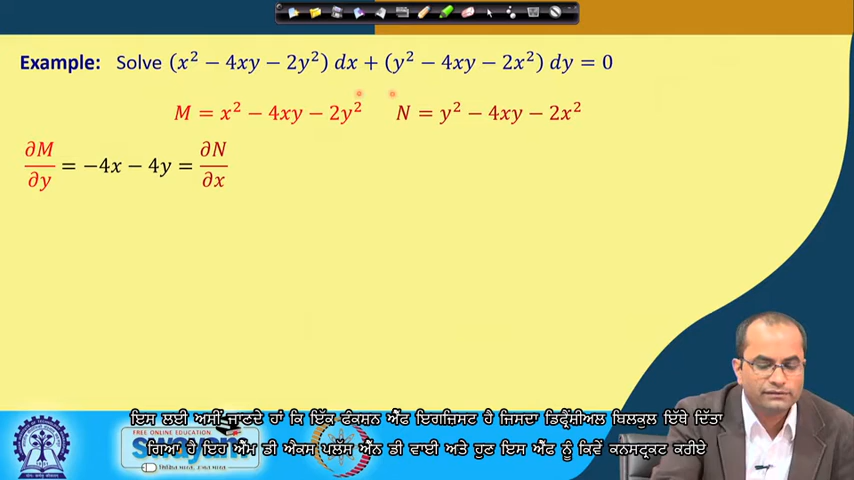 Example: Solve (x² − 4xy − 2y²) dx + (y² − 4xy − 2x²) dy = 0
M = x² − 4xy − 2y² N = y² − 4xy − 2x²
∂M/∂y = −4x − 4y = ∂N/∂x
ਇਸ ਲਈ ਅਸੀਂ ਜਾਣਦੇ ਹਾਂ ਕਿ ਇੱਕ ਫੰਕਸ਼ਨ ਐੱਫ ਇਗਜ਼ਿਸਟ ਹੈ ਜਿਸਦਾ ਡਿਫ੍ਰੈਂਸੀਅਲ ਬਿਲਕੁਲ ਇੱਥੇ ਦਿੱਤਾ
ਗਿਆ ਹੈ ਇਹ ਐੱਮ ਡੀ ਐਕਸ ਪਲੱਸ ਐੱਨ ਡੀ ਵਾਈ ਅਤੇ ਹੁਣ ਇਸ ਐੱਫ ਨੂੰ ਕਿਵੇਂ ਕਨਸਟ੍ਰਕਟ ਕਰੀਏ
FREE ONLINE EDUCATION
swayam